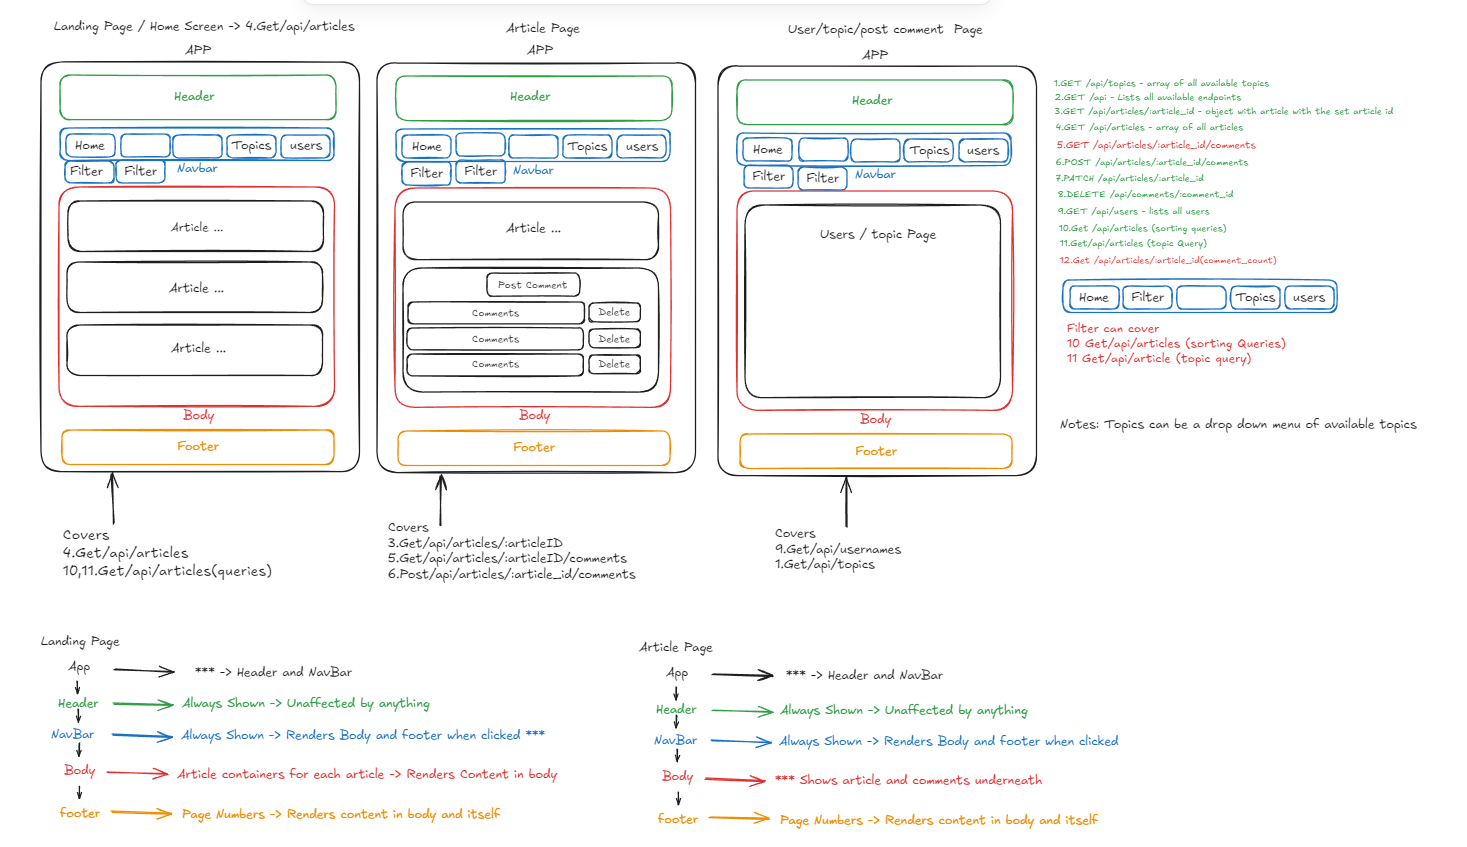 Landing Page / Home Screen -> 4.Get/api/articles
APP
Header
Home
Topics
users
Filter
Filter
Navbar
Article ...
Article ...
Article ...
Body
Footer
Covers
4.Get/api/articles
10,11.Get/api/articles(queries)
Article Page
APP
Header
Home
Topics
users
Filter
Filter
Navbar
Article ...
Post Comment
Comments
Delete
Comments
Delete
Comments
Delete
Body
Footer
Covers
3.Get/api/articles/:articleID
5.Get/api/articles/:articleID/comments
6.Post/api/articles/:article_id/comments
User/topic/post comment Page
APP
Header
Home
Topics
users
Filter
Filter
Navbar
Users / topic Page
Body
Footer
Covers
9.Get/api/usernames
1.Get/api/topics
1.GET /api/topics - array of all available topics
2.GET /api - Lists all available endpoints
3.GET /api/articles/:article_id - object with article with the set article id
4.GET /api/articles - array of all articles
5.GET /api/articles/:article_id/comments
6.POST /api/articles/:article_id/comments
7.PATCH /api/articles/:article_id
8.DELETE /api/comments/:comment_id
9.GET /api/users - lists all users
10.Get /api/articles (sorting queries)
11.Get/api/articles (topic Query)
12.Get /api/articles/:article_id(comment_count)
Home
Filter
Topics
users
Filter can cover
10 Get/api/articles (sorting Queries)
11 Get/api/article (topic query)
Notes: Topics can be a drop down menu of available topics
Landing Page
App
*** -> Header and NavBar
Header
Always Shown -> Unaffected by anything
NavBar
Always Shown -> Renders Body and footer when clicked ***
Body
Article containers for each article -> Renders Content in body
footer
Page Numbers -> Renders content in body and itself
Article Page
App
*** -> Header and NavBar
Header
Always Shown -> Unaffected by anything
NavBar
Always Shown -> Renders Body and footer when clicked
Body
*** Shows article and comments underneath
footer
Page Numbers -> Renders content in body and itself